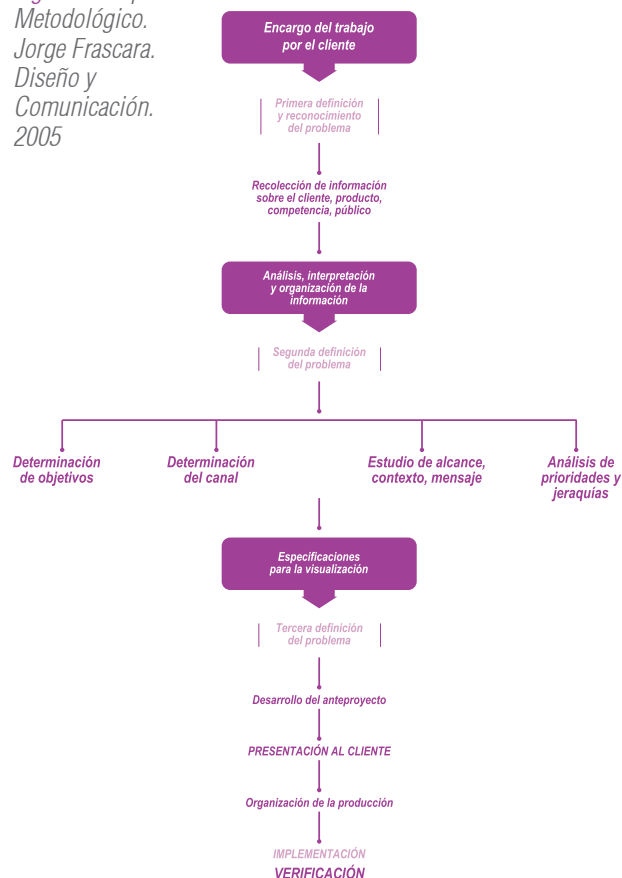 Metodológico.
Jorge Frascara.
Diseño y
Comunicación.
2005
Encargo del trabajo
por el cliente
Primera definición
y reconocimiento
del problema
Recolección de información
sobre el cliente, producto,
competencia, público
Análisis, interpretación
y organización de la
información
Segunda definición
del problema
Determinación
de objetivos
Determinación
del canal
Estudio de alcance,
contexto, mensaje
Análisis de
prioridades y
jeraquías
Especificaciones
para la visualización
Tercera definición
del problema
Desarrollo del anteproyecto
PRESENTACIÓN AL CLIENTE
Organización de la producción
IMPLEMENTACIÓN
VERIFICACIÓN